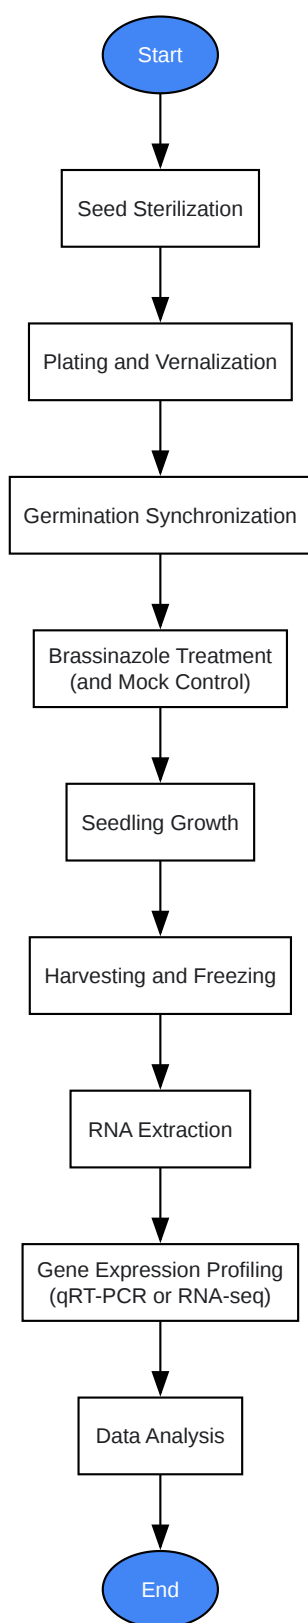 Start
Seed Sterilization
Plating and Vernalization
Germination Synchronization
Brassinazole Treatment
(and Mock Control)
Seedling Growth
Harvesting and Freezing
RNA Extraction
Gene Expression Profiling
(qRT-PCR or RNA-seq)
Data Analysis
End